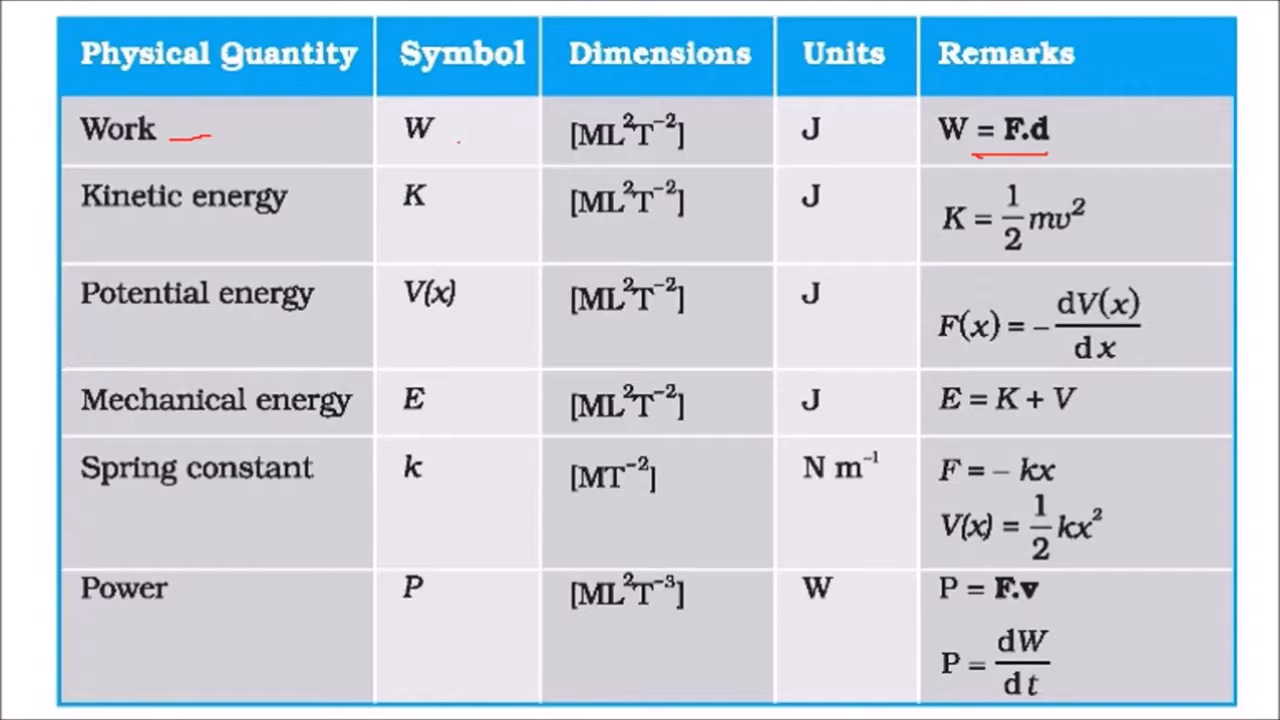 Physical Quantity Symbol Dimensions Units Remarks
Work W [ML²T⁻²] J W = F.d
Kinetic energy K [ML²T⁻²] J K = 1/2 mv²
Potential energy V(x) [ML²T⁻²] J F(x) = – dV(x)/dx
Mechanical energy E [ML²T⁻²] J E = K + V
Spring constant k [MT⁻²] N m⁻¹ F = – kx
V(x) = 1/2 kx²
Power P [ML²T⁻³] W P = F.v
P = dW/dt